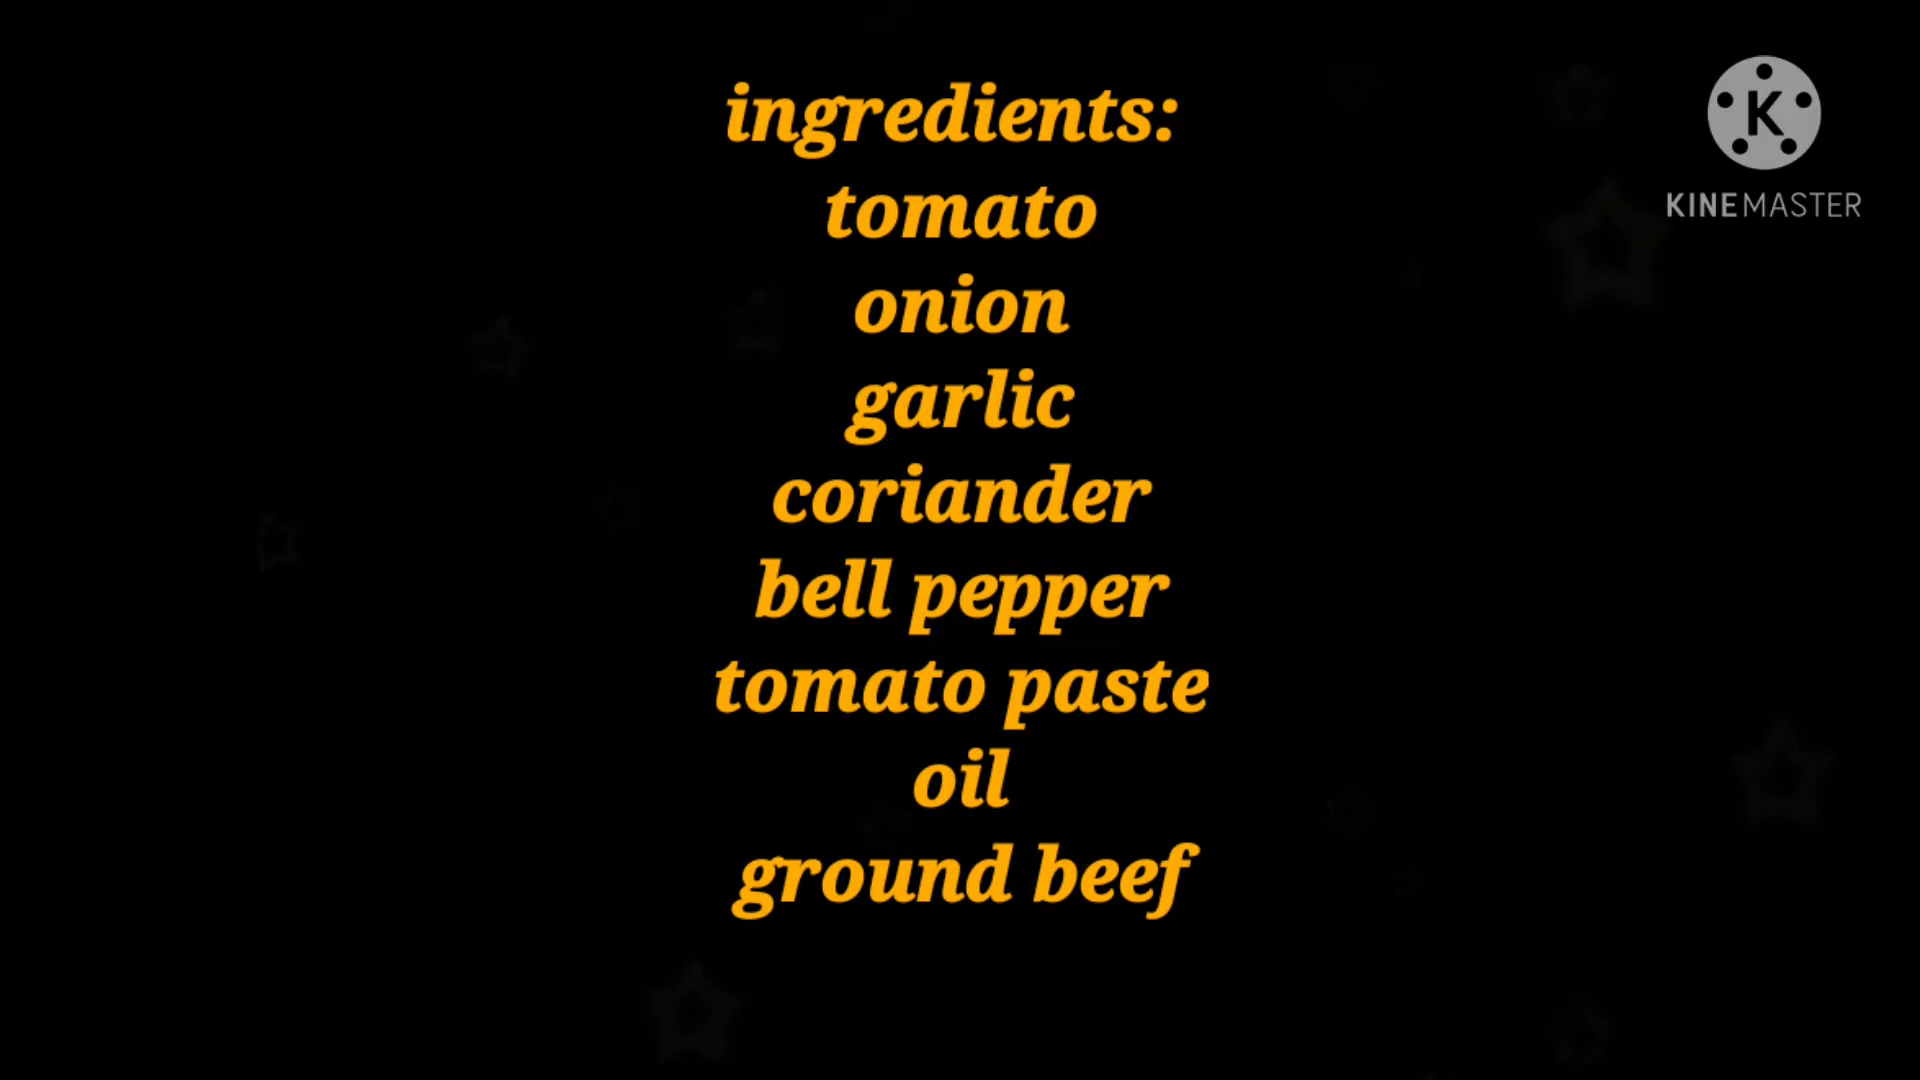 ingredients:
tomato
onion
garlic
coriander
bell pepper
tomato paste
oil
ground beef
K
KINEMASTER